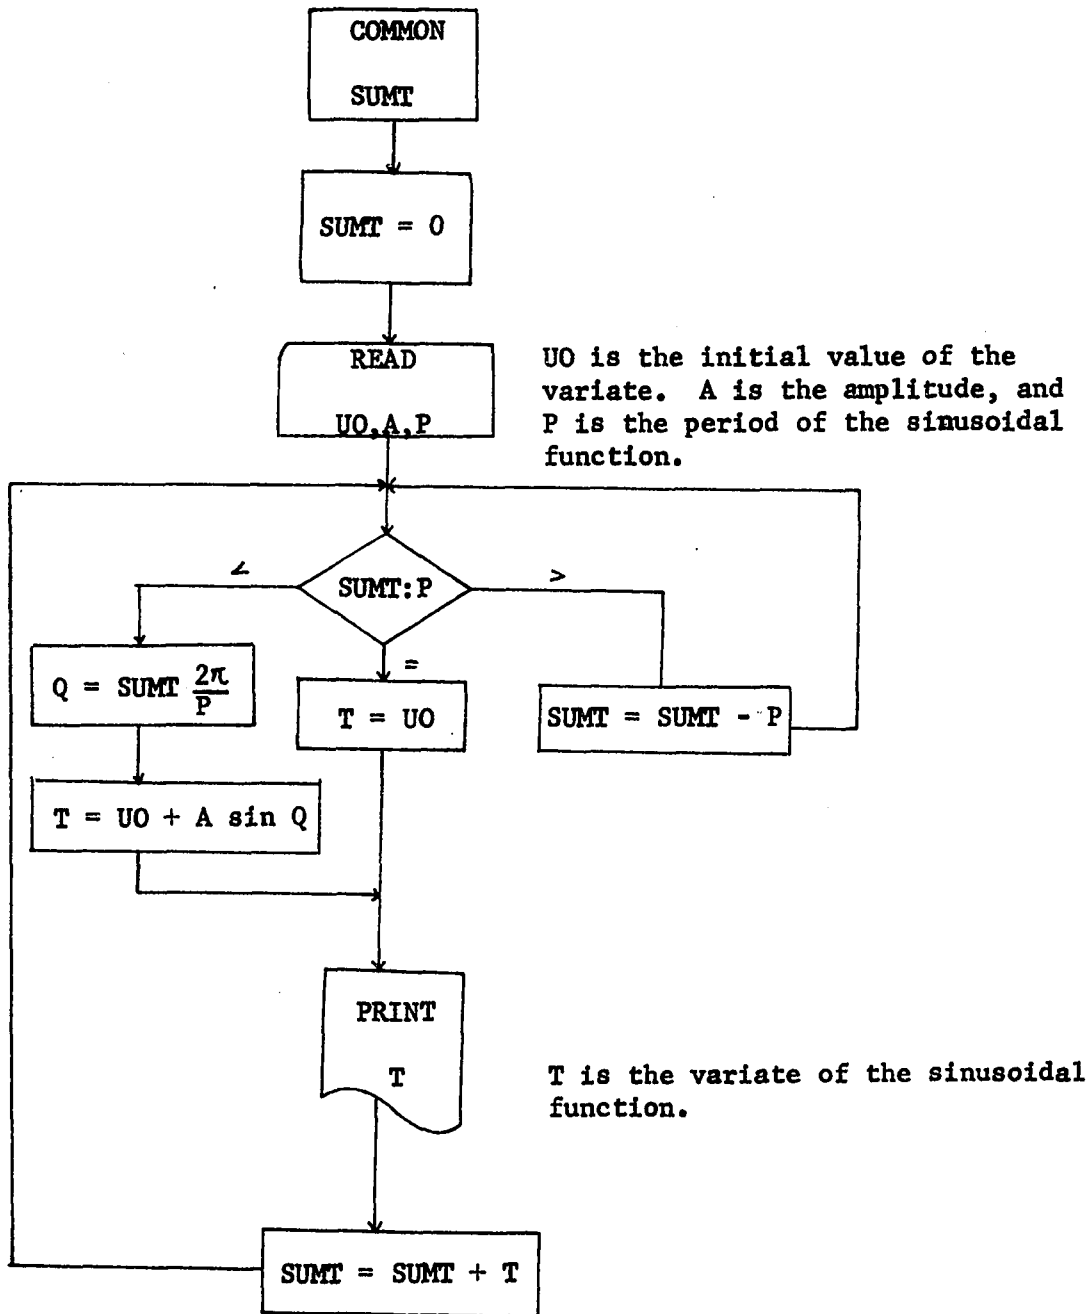 COMMON
SUMT
SUMT = 0
READ
UO,A,P
UO is the initial value of the
variate. A is the amplitude, and
P is the period of the sinusoidal
function.
<
SUMT:P
>
=
Q = SUMT 2π/P
T = UO
SUMT = SUMT - P
T = UO + A sin Q
PRINT
T
T is the variate of the sinusoidal
function.
SUMT = SUMT + T